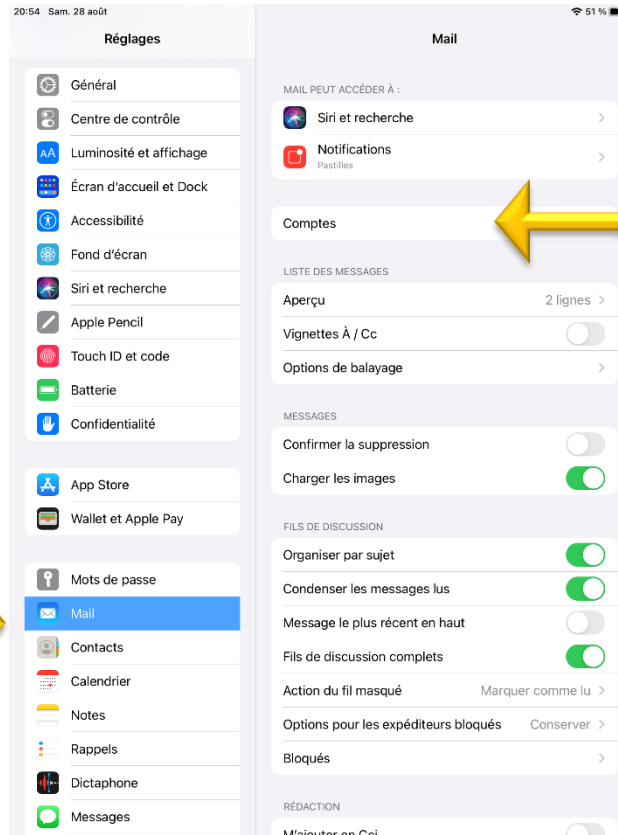 20:54 Sam. 28 août
51 %
Réglages
Général
Centre de contrôle
Luminosité et affichage
Écran d'accueil et Dock
Accessibilité
Fond d'écran
Siri et recherche
Apple Pencil
Touch ID et code
Batterie
Confidentialité
App Store
Wallet et Apple Pay
Mots de passe
Mail
Contacts
Calendrier
Notes
Rappels
Dictaphone
Messages
Mail
MAIL PEUT ACCÉDER À :
Siri et recherche
Notifications
Pastilles
Comptes
LISTE DES MESSAGES
Aperçu 2 lignes
Vignettes À / Cc
Options de balayage
MESSAGES
Confirmer la suppression
Charger les images
FILS DE DISCUSSION
Organiser par sujet
Condenser les messages lus
Message le plus récent en haut
Fils de discussion complets
Action du fil masqué Marquer comme lu
Options pour les expéditeurs bloqués Conserver
Bloqués
RÉDACTION
M'ajouter en Cci